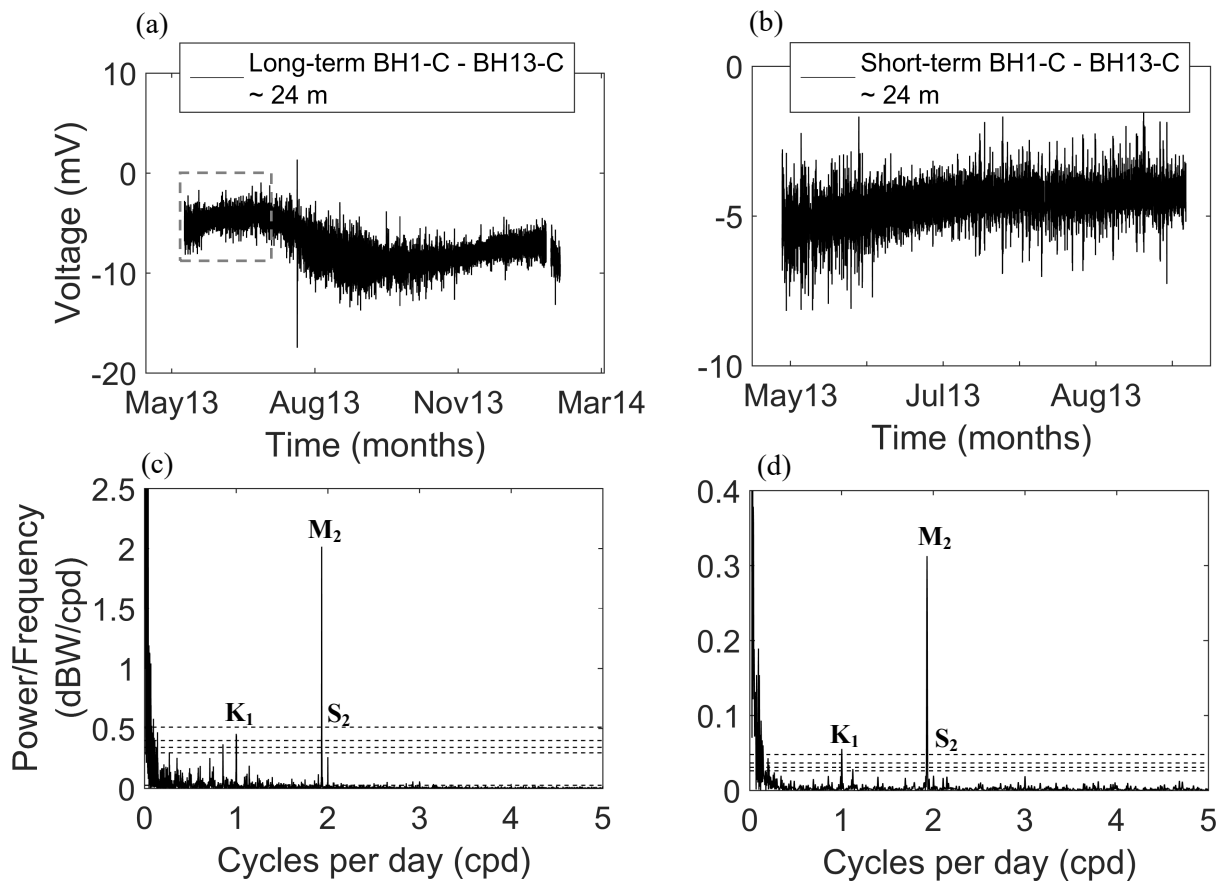 (a)
Long-term BH1-C - BH13-C
~ 24 m
10
0
-10
-20
Voltage (mV)
May13 Aug13 Nov13 Mar14
Time (months)
(b)
Short-term BH1-C - BH13-C
~ 24 m
0
-5
-10
May13 Jul13 Aug13
Time (months)
(c)
2.5
2
1.5
1
0.5
0
Power/Frequency
(dBW/cpd)
M₂
K₁
S₂
0 1 2 3 4 5
Cycles per day (cpd)
(d)
0.4
0.3
0.2
0.1
0
M₂
K₁
S₂
0 1 2 3 4 5
Cycles per day (cpd)